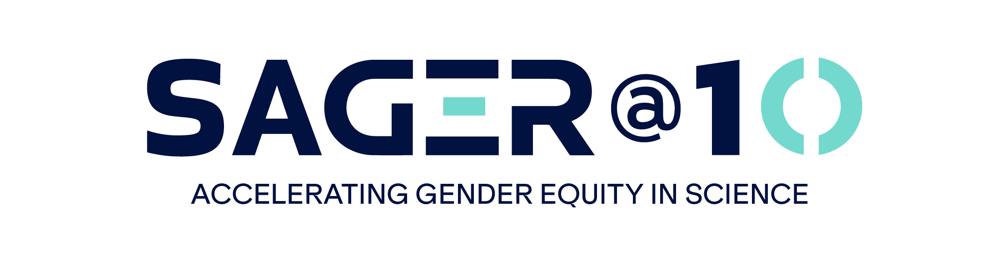 SAGER@10
ACCELERATING GENDER EQUITY IN SCIENCE